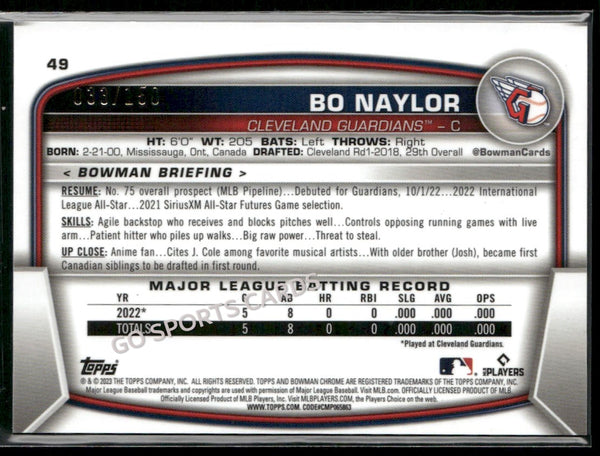 49
033/150
BO NAYLOR
CLEVELAND GUARDIANS™ – C
HT: 6'0" WT: 205 BATS: Left THROWS: Right
BORN: 2-21-00, Mississauga, Ont, Canada DRAFTED: Cleveland Rd1-2018, 29th Overall @BowmanCards
< BOWMAN BRIEFING >
RESUME: No. 75 overall prospect (MLB Pipeline)...Debuted for Guardians, 10/1/22...2022 International
League All-Star...2021 SiriusXM All-Star Futures Game selection.
SKILLS: Agile backstop who receives and blocks pitches well...Controls opposing running games with live
arm...Patient hitter who piles up walks...Big raw power...Threat to steal.
UP CLOSE: Anime fan...Cites J. Cole among favorite musical artists...With older brother (Josh), became first
Canadian siblings to be drafted in first round.
MAJOR LEAGUE BATTING RECORD
YR G AB HR RBI SLG AVG OPS
2022* 5 8 0 0 .000 .000 .000
TOTALS 5 8 0 0 .000 .000 .000
*Played at Cleveland Guardians.
GO SPORTS CARDS
Topps
MLB PLAYERS
® & © 2023 THE TOPPS COMPANY, INC. ALL RIGHTS RESERVED. TOPPS AND BOWMAN CHROME ARE REGISTERED TRADEMARKS OF THE TOPPS COMPANY, INC.
Major League Baseball trademarks and copyrights are used with permission of Major League Baseball. Visit MLB.com. OFFICIALLY LICENSED PRODUCT OF MLB.
Officially Licensed Product of MLB Players, Inc. Visit MLBPLAYERS.com, the Players Choice on the web.
WWW.TOPPS.COM. CODE#CMP065863